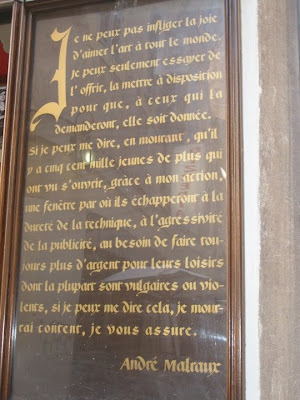 Je ne peux pas infliger la joie
d'aimer l'art à tout le monde.
Je peux seulement essayer de
l'offrir, la mettre à disposition
pour que, à ceux qui la
demanderont, elle soit donnée.
Si je peux me dire, en mourant, qu'il
y a cinq cent mille jeunes de plus qui
ont vu s'ouvrir, grâce à mon action,
une fenêtre par où ils échapperont à la
dureté de la technique, à l'agressivité
de la publicité, au besoin de faire tou-
jours plus d'argent pour leurs loisirs
dont la plupart sont vulgaires ou vio-
lents, si je peux me dire cela, je mour-
rai content, je vous assure.
André Malraux